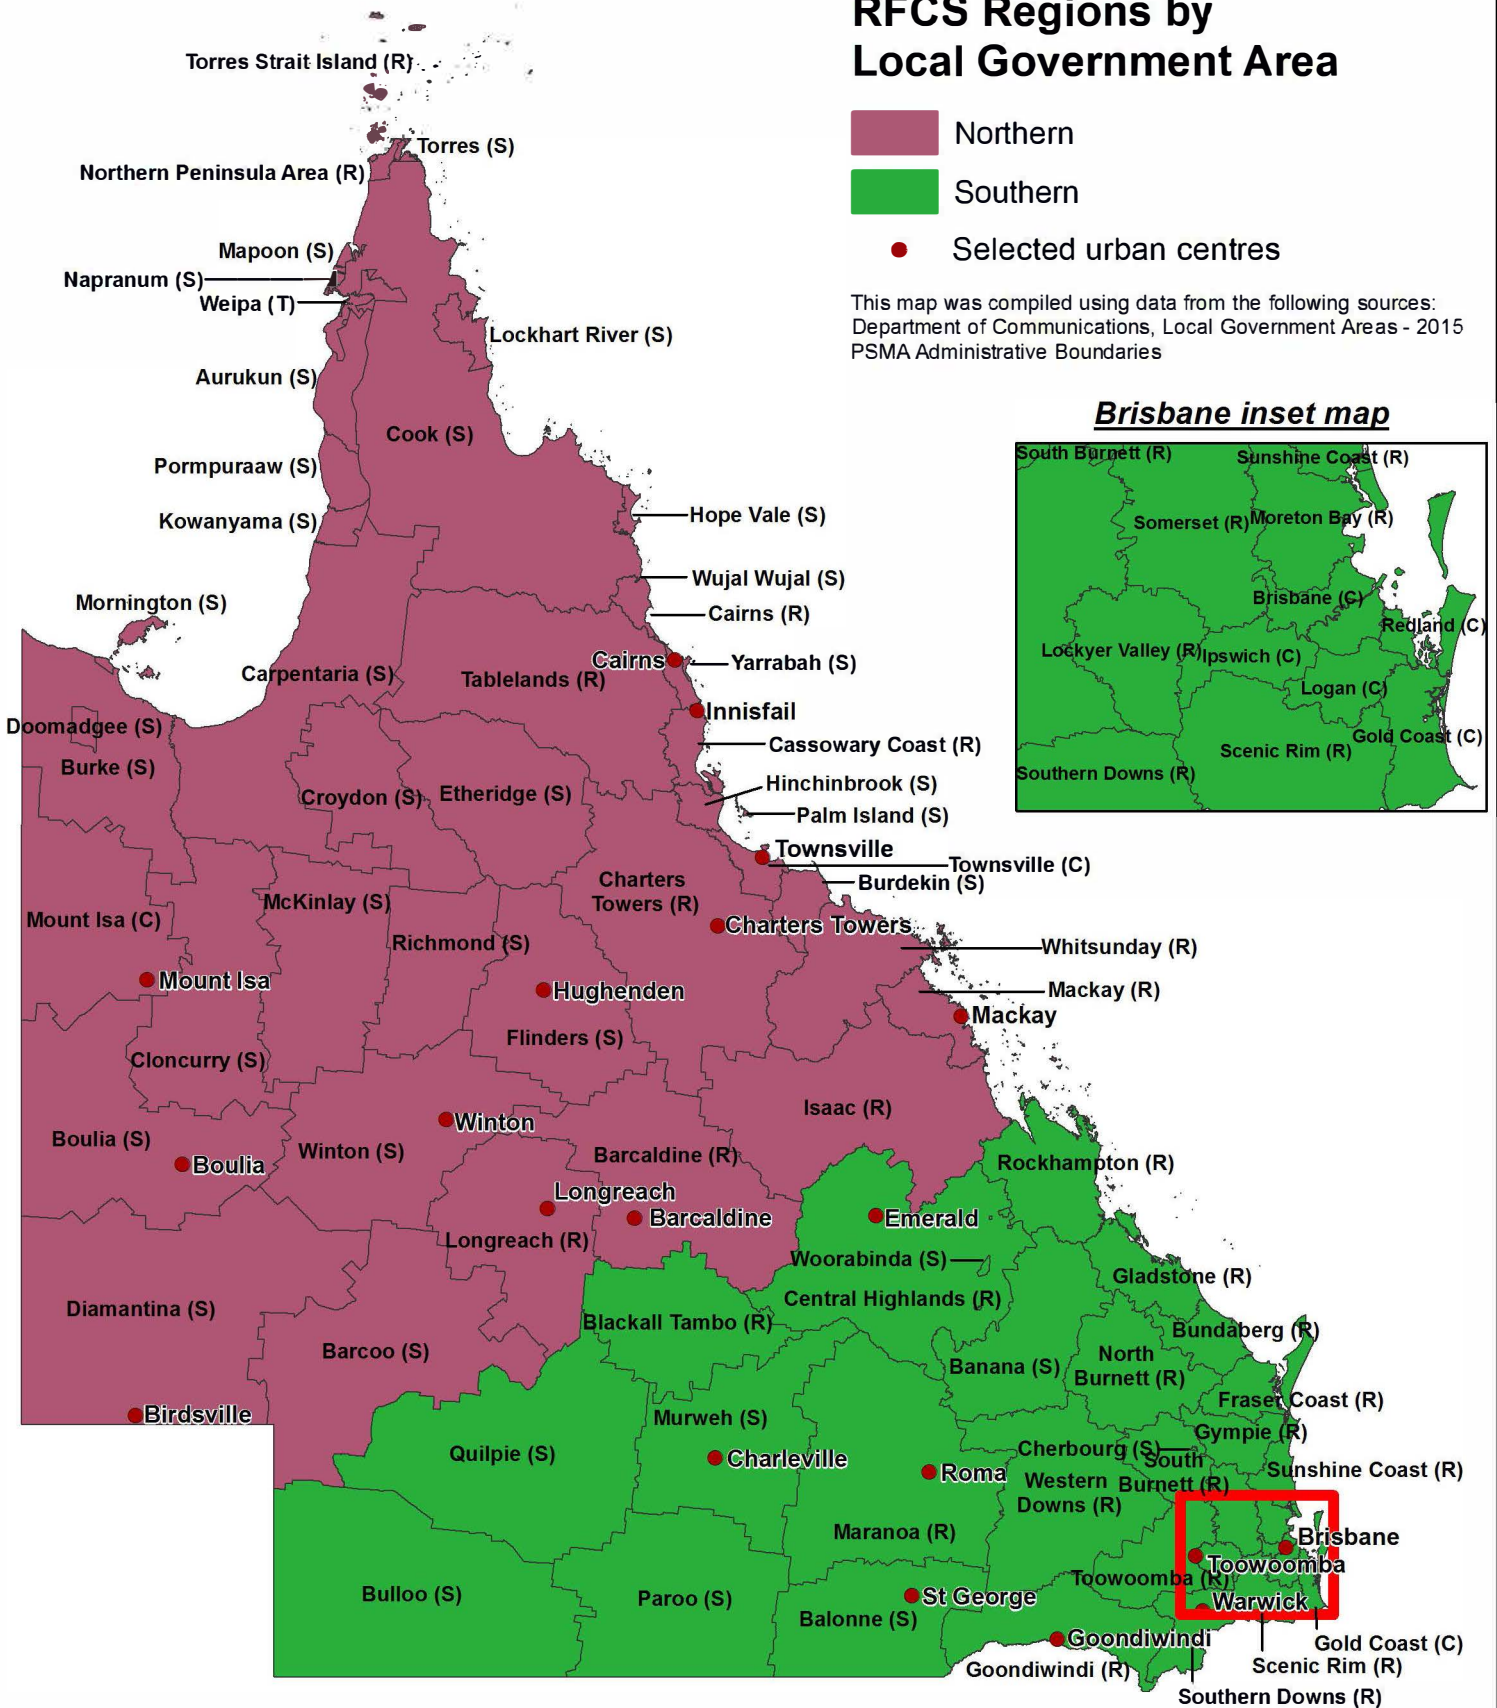 RFCS Regions by
Local Government Area
Northern
Southern
Selected urban centres
This map was compiled using data from the following sources:
Department of Communications, Local Government Areas - 2015
PSMA Administrative Boundaries
Brisbane inset map
South Burnett (R)
Sunshine Coast (R)
Somerset (R)
Moreton Bay (R)
Brisbane (C)
Redland (C)
Lockyer Valley (R)
Ipswich (C)
Logan (C)
Gold Coast (C)
Scenic Rim (R)
Southern Downs (R)
Torres Strait Island (R)
Torres (S)
Northern Peninsula Area (R)
Mapoon (S)
Napranum (S)
Weipa (T)
Lockhart River (S)
Aurukun (S)
Cook (S)
Pormpuraaw (S)
Kowanyama (S)
Hope Vale (S)
Wujal Wujal (S)
Mornington (S)
Cairns (R)
Cairns
Yarrabah (S)
Carpentaria (S)
Tablelands (R)
Innisfail
Doomadgee (S)
Cassowary Coast (R)
Burke (S)
Croydon (S)
Etheridge (S)
Hinchinbrook (S)
Palm Island (S)
Townsville
Townsville (C)
Burdekin (S)
Charters
Towers (R)
McKinlay (S)
Mount Isa (C)
Charters Towers
Richmond (S)
Whitsunday (R)
Mount Isa
Hughenden
Mackay (R)
Mackay
Flinders (S)
Cloncurry (S)
Isaac (R)
Winton
Boulia (S)
Winton (S)
Barcaldine (R)
Boulia
Rockhampton (R)
Longreach
Barcaldine
Emerald
Longreach (R)
Woorabinda (S)
Gladstone (R)
Central Highlands (R)
Diamantina (S)
Blackall Tambo (R)
Bundaberg (R)
Barcoo (S)
Banana (S)
North
Burnett (R)
Fraser Coast (R)
Birdsville
Murweh (S)
Gympie (R)
Quilpie (S)
Charleville
Cherbourg (S)
South
Burnett (R)
Roma
Sunshine Coast (R)
Western
Downs (R)
Maranoa (R)
Brisbane
Toowoomba
Toowoomba (R)
Bulloo (S)
Paroo (S)
St George
Warwick
Balonne (S)
Goondiwindi
Gold Coast (C)
Goondiwindi (R)
Scenic Rim (R)
Southern Downs (R)